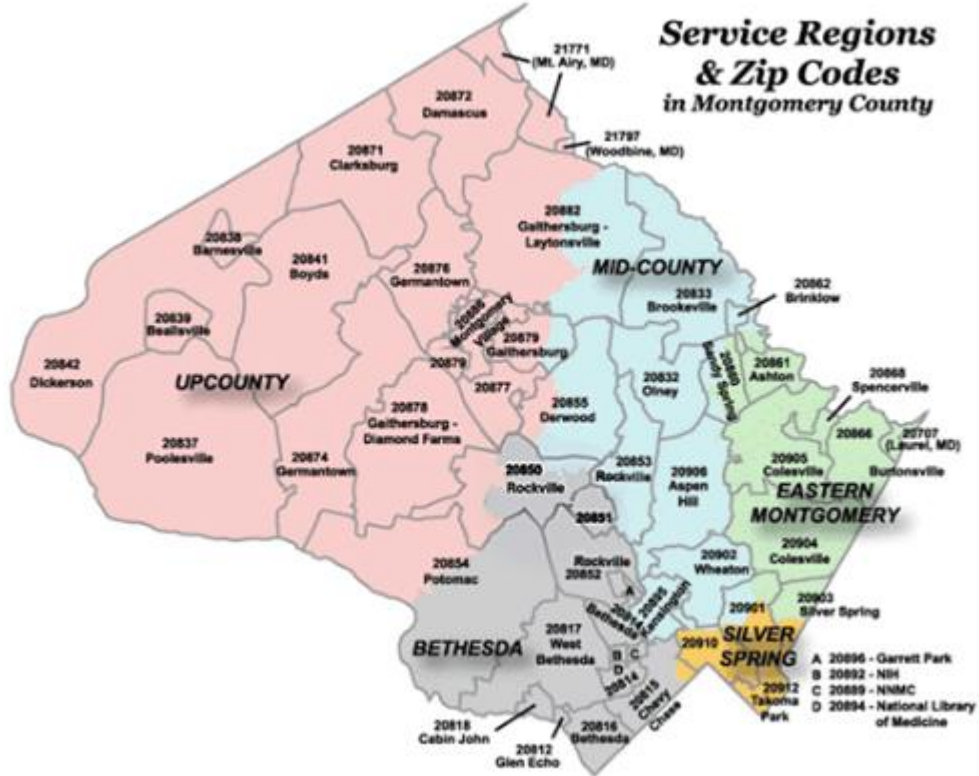 Service Regions
& Zip Codes
in Montgomery County
21771
(Mt. Airy, MD)
20872
Damascus
21797
(Woodbine, MD)
20871
Clarksburg
20882
Gaithersburg -
Laytonsville
20838
Barnesville
20841
Boyds
20876
Germantown
MID-COUNTY
20862
Brinklow
20833
Brookeville
20839
Beallsville
20886
Montgomery
Village
20879
Gaithersburg
20879
20842
Dickerson
UPCOUNTY
20877
20855
Derwood
20832
Olney
20860
Sandy Spring
20861
Ashton
20868
Spencerville
20878
Gaithersburg -
Diamond Farms
20837
Poolesville
20874
Germantown
20866
20707
(Laurel, MD)
Burtonsville
20850
Rockville
20853
Rockville
20906
Aspen
Hill
20905
Colesville
EASTERN
MONTGOMERY
20851
20904
Colesville
20854
Potomac
Rockville
20852
A
20902
Wheaton
20895
Kensington
20814
Bethesda
20901
20903
Silver Spring
BETHESDA
20817
West
Bethesda
B
C
D
20814
20815
Chevy
Chase
20910
SILVER
SPRING
20912
Takoma
Park
20818
Cabin John
20812
Glen Echo
20816
Bethesda
A 20896 - Garrett Park
B 20892 - NIH
C 20889 - NNMC
D 20894 - National Library
of Medicine